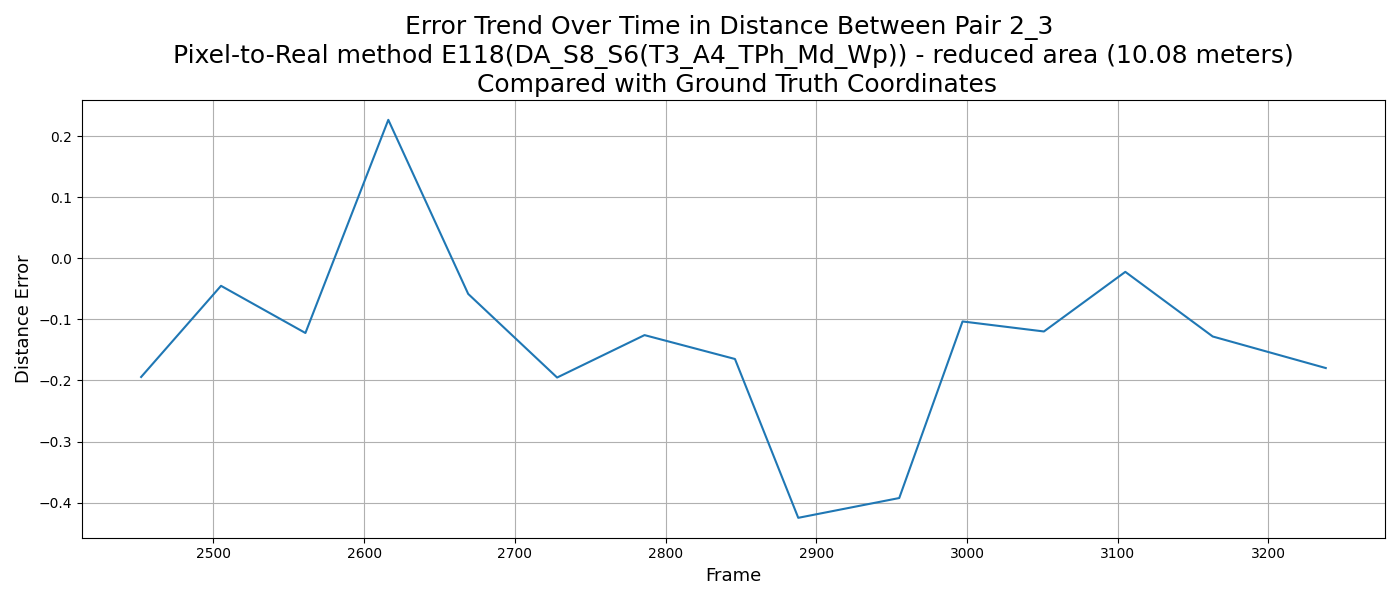 Error Trend Over Time in Distance Between Pair 2_3
Pixel-to-Real method E118(DA_S8_S6(T3_A4_TPh_Md_Wp)) - reduced area (10.08 meters)
Compared with Ground Truth Coordinates
Distance Error
0.2
0.1
0.0
−0.1
−0.2
−0.3
−0.4
2500 2600 2700 2800 2900 3000 3100 3200
Frame